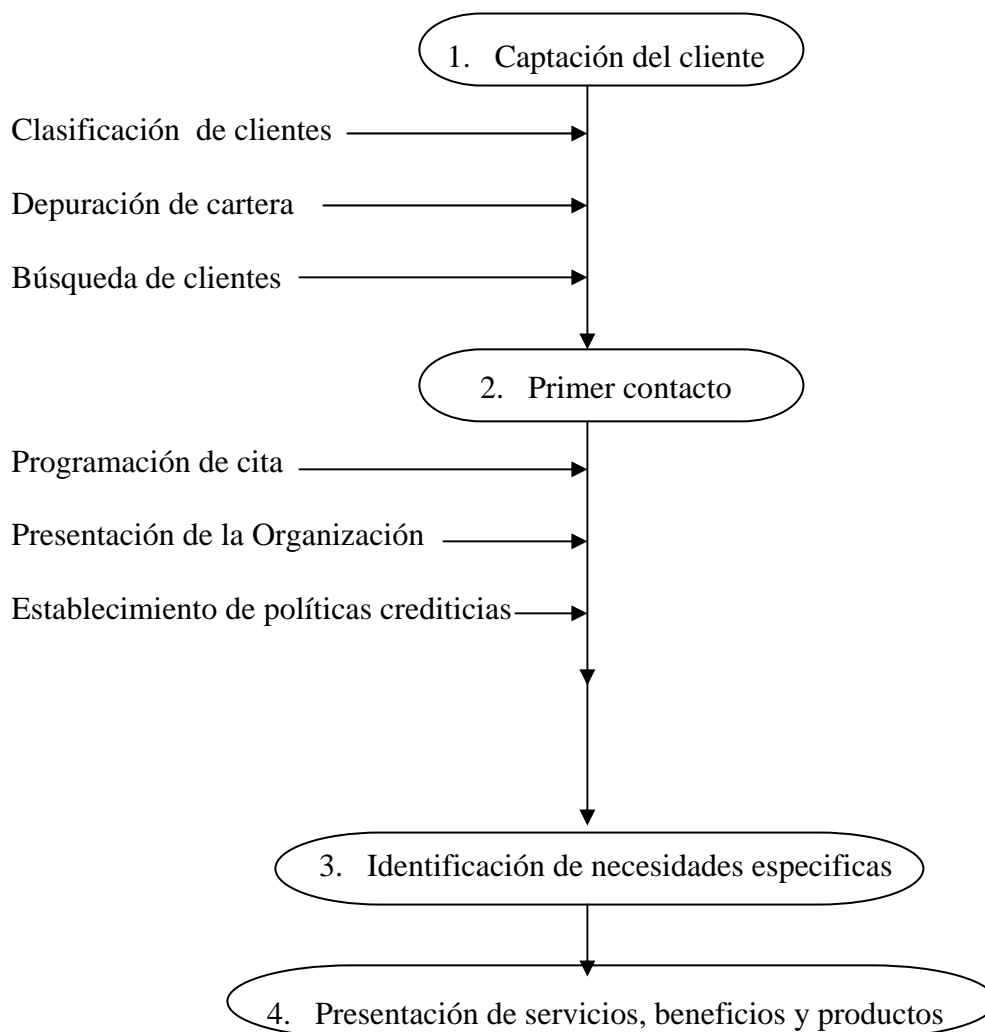 1. Captación del cliente
Clasificación de clientes
Depuración de cartera
Búsqueda de clientes
2. Primer contacto
Programación de cita
Presentación de la Organización
Establecimiento de políticas crediticias
3. Identificación de necesidades especificas
4. Presentación de servicios, beneficios y productos